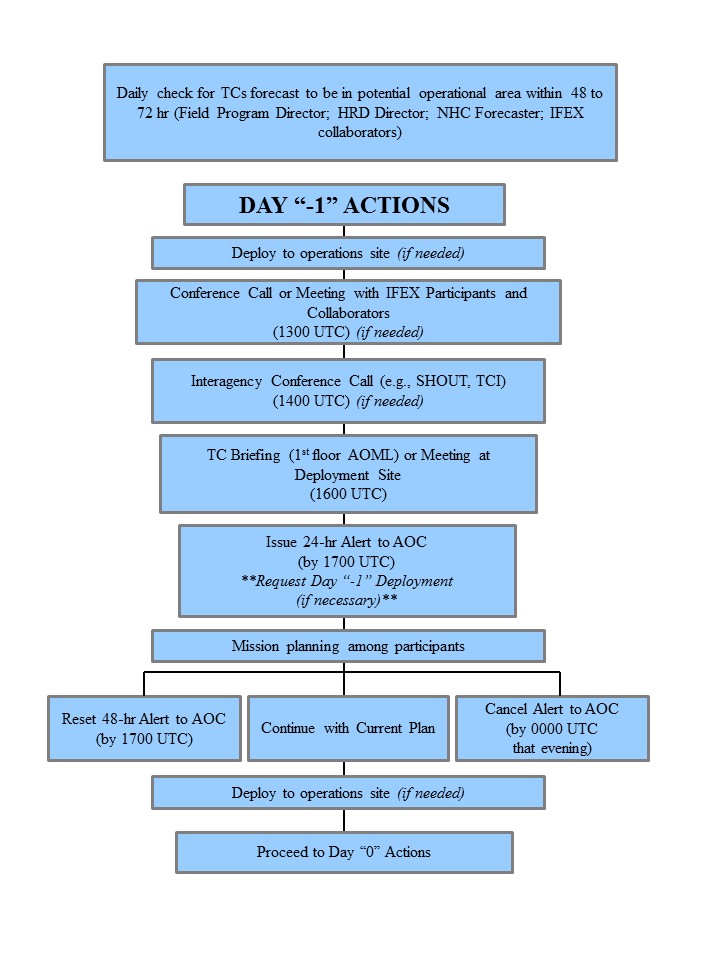 Daily check for TCs forecast to be in potential operational area within 48 to
72 hr (Field Program Director; HRD Director; NHC Forecaster; IFEX
collaborators)
DAY “-1” ACTIONS
Deploy to operations site (if needed)
Conference Call or Meeting with IFEX Participants and
Collaborators
(1300 UTC) (if needed)
Interagency Conference Call (e.g., SHOUT, TCI)
(1400 UTC) (if needed)
TC Briefing (1st floor AOML) or Meeting at
Deployment Site
(1600 UTC)
Issue 24-hr Alert to AOC
(by 1700 UTC)
**Request Day “-1” Deployment
(if necessary)**
Mission planning among participants
Reset 48-hr Alert to AOC
(by 1700 UTC)
Continue with Current Plan
Cancel Alert to AOC
(by 0000 UTC
that evening)
Deploy to operations site (if needed)
Proceed to Day “0” Actions